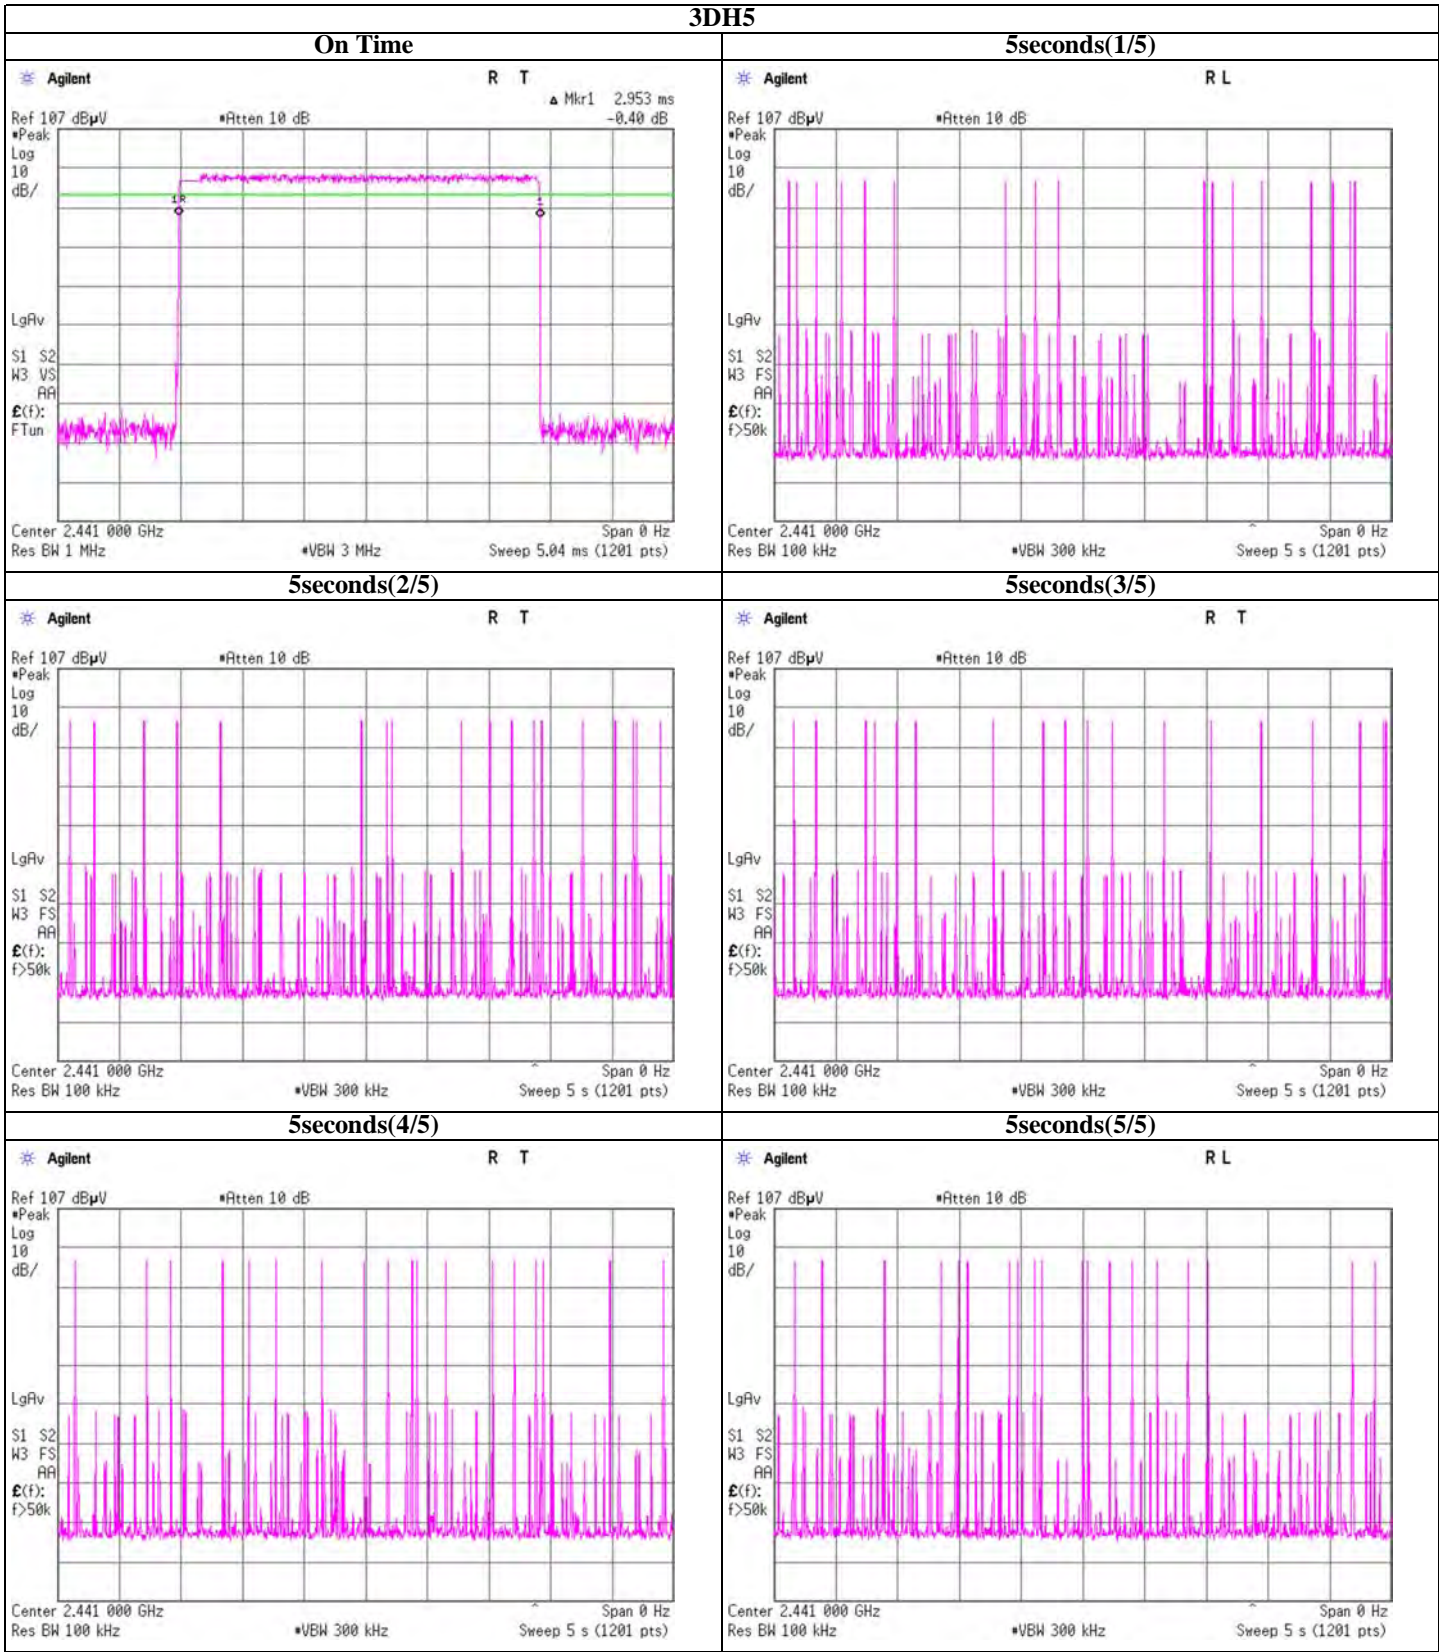 3DH5
On Time
Agilent
R T
Δ Mkr1 2.953 ms
Ref 107 dBµV
#Atten 10 dB
-0.40 dB
#Peak
Log
10
dB/
1R
1
LgAv
S1 S2
W3 VS
AA
£(f):
FTun
Center 2.441 000 GHz
Span 0 Hz
Res BW 1 MHz
#VBW 3 MHz
Sweep 5.04 ms (1201 pts)
5seconds(1/5)
Agilent
R L
Ref 107 dBµV
#Atten 10 dB
#Peak
Log
10
dB/
LgAv
S1 S2
W3 FS
AA
£(f):
f>50k
Center 2.441 000 GHz
^
Span 0 Hz
Res BW 100 kHz
#VBW 300 kHz
Sweep 5 s (1201 pts)
5seconds(2/5)
Agilent
R T
Ref 107 dBµV
#Atten 10 dB
#Peak
Log
10
dB/
LgAv
S1 S2
W3 FS
AA
£(f):
f>50k
Center 2.441 000 GHz
^
Span 0 Hz
Res BW 100 kHz
#VBW 300 kHz
Sweep 5 s (1201 pts)
5seconds(3/5)
Agilent
R T
Ref 107 dBµV
#Atten 10 dB
#Peak
Log
10
dB/
LgAv
S1 S2
W3 FS
AA
£(f):
f>50k
Center 2.441 000 GHz
^
Span 0 Hz
Res BW 100 kHz
#VBW 300 kHz
Sweep 5 s (1201 pts)
5seconds(4/5)
Agilent
R T
Ref 107 dBµV
#Atten 10 dB
#Peak
Log
10
dB/
LgAv
S1 S2
W3 FS
AA
£(f):
f>50k
Center 2.441 000 GHz
^
Span 0 Hz
Res BW 100 kHz
#VBW 300 kHz
Sweep 5 s (1201 pts)
5seconds(5/5)
Agilent
R L
Ref 107 dBµV
#Atten 10 dB
#Peak
Log
10
dB/
LgAv
S1 S2
W3 FS
AA
£(f):
f>50k
Center 2.441 000 GHz
^
Span 0 Hz
Res BW 100 kHz
#VBW 300 kHz
Sweep 5 s (1201 pts)